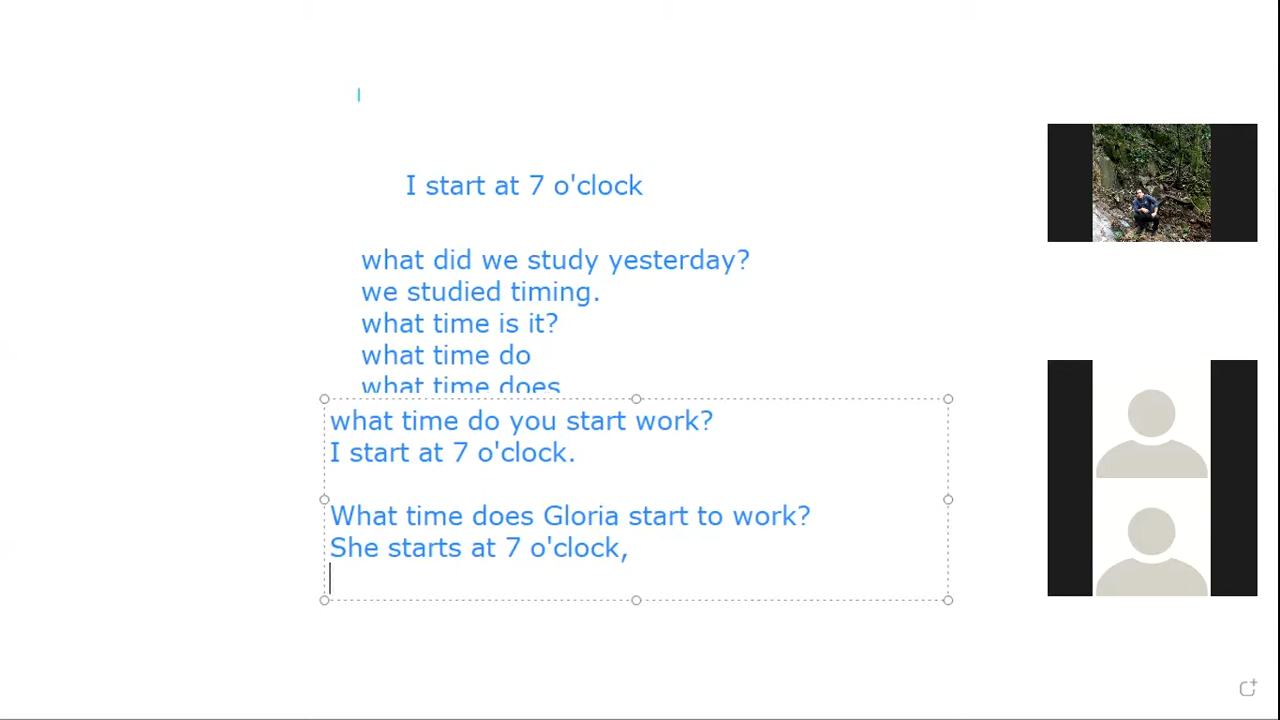 I start at 7 o'clock
what did we study yesterday?
we studied timing.
what time is it?
what time do
what time does
what time do you start work?
I start at 7 o'clock.
What time does Gloria start to work?
She starts at 7 o'clock,